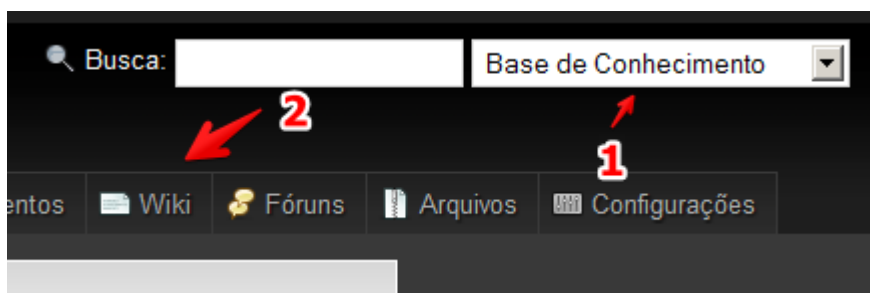 Busca: Base de Conhecimento
2
1
entos Wiki Fóruns Arquivos Configurações